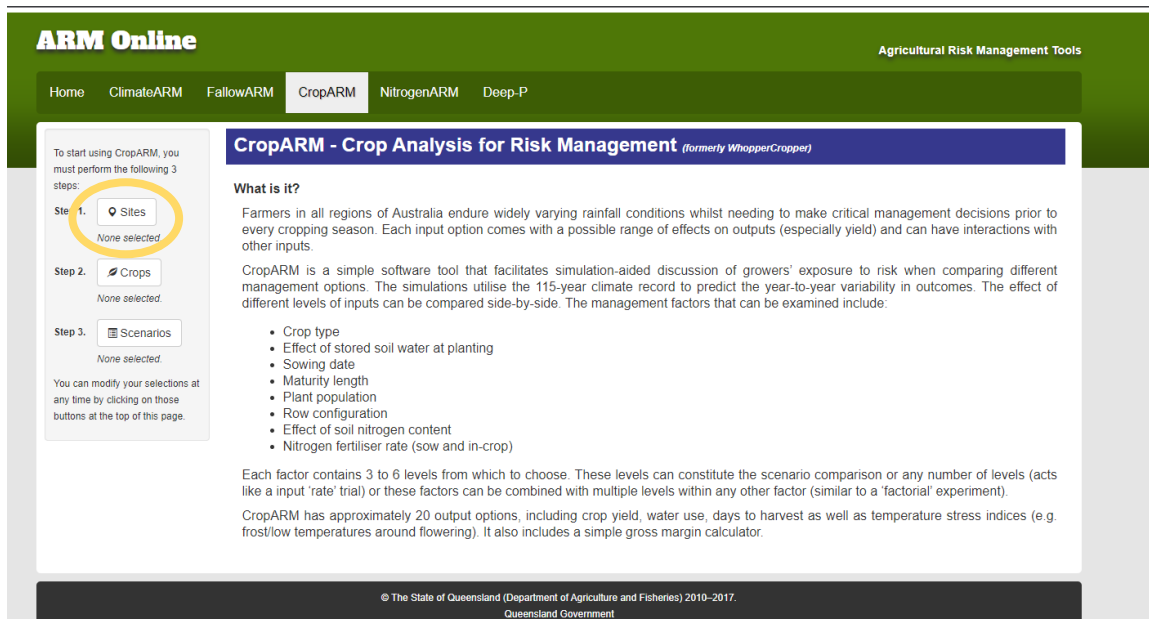 ARM Online
Agricultural Risk Management Tools
Home ClimateARM FallowARM CropARM NitrogenARM Deep-P
To start using CropARM, you
must perform the following 3
steps:
Step 1. Sites
None selected.
Step 2. Crops
None selected.
Step 3. Scenarios
None selected.
You can modify your selections at
any time by clicking on those
buttons at the top of this page.
CropARM - Crop Analysis for Risk Management (formerly WhopperCropper)
What is it?
Farmers in all regions of Australia endure widely varying rainfall conditions whilst needing to make critical management decisions prior to
every cropping season. Each input option comes with a possible range of effects on outputs (especially yield) and can have interactions with
other inputs.
CropARM is a simple software tool that facilitates simulation-aided discussion of growers' exposure to risk when comparing different
management options. The simulations utilise the 115-year climate record to predict the year-to-year variability in outcomes. The effect of
different levels of inputs can be compared side-by-side. The management factors that can be examined include:
• Crop type
• Effect of stored soil water at planting
• Sowing date
• Maturity length
• Plant population
• Row configuration
• Effect of soil nitrogen content
• Nitrogen fertiliser rate (sow and in-crop)
Each factor contains 3 to 6 levels from which to choose. These levels can constitute the scenario comparison or any number of levels (acts
like a input 'rate' trial) or these factors can be combined with multiple levels within any other factor (similar to a 'factorial' experiment).
CropARM has approximately 20 output options, including crop yield, water use, days to harvest as well as temperature stress indices (e.g.
frost/low temperatures around flowering). It also includes a simple gross margin calculator.
© The State of Queensland (Department of Agriculture and Fisheries) 2010–2017.
Queensland Government